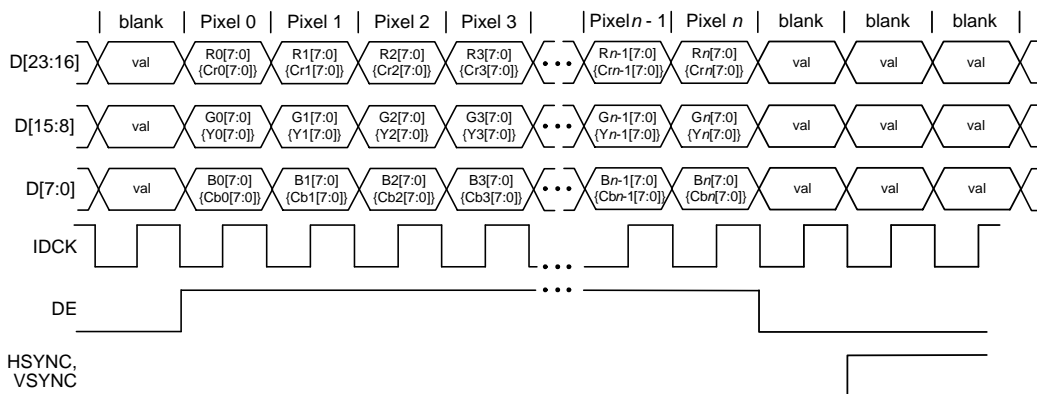 blank Pixel 0 Pixel 1 Pixel 2 Pixel 3 Pixel n - 1 Pixel n blank blank blank
D[23:16] val R0[7:0] R1[7:0] R2[7:0] R3[7:0] Rn-1[7:0] Rn[7:0] val val val
{Cr0[7:0]} {Cr1[7:0]} {Cr2[7:0]} {Cr3[7:0]} {Crn-1[7:0]} {Crn[7:0]}
D[15:8] val G0[7:0] G1[7:0] G2[7:0] G3[7:0] Gn-1[7:0] Gn[7:0] val val val
{Y0[7:0]} {Y1[7:0]} {Y2[7:0]} {Y3[7:0]} {Yn-1[7:0]} {Yn[7:0]}
D[7:0] val B0[7:0] B1[7:0] B2[7:0] B3[7:0] Bn-1[7:0] Bn[7:0] val val val
{Cb0[7:0]} {Cb1[7:0]} {Cb2[7:0]} {Cb3[7:0]} {Cbn-1[7:0]} {Cbn[7:0]}
IDCK
DE
HSYNC,
VSYNC